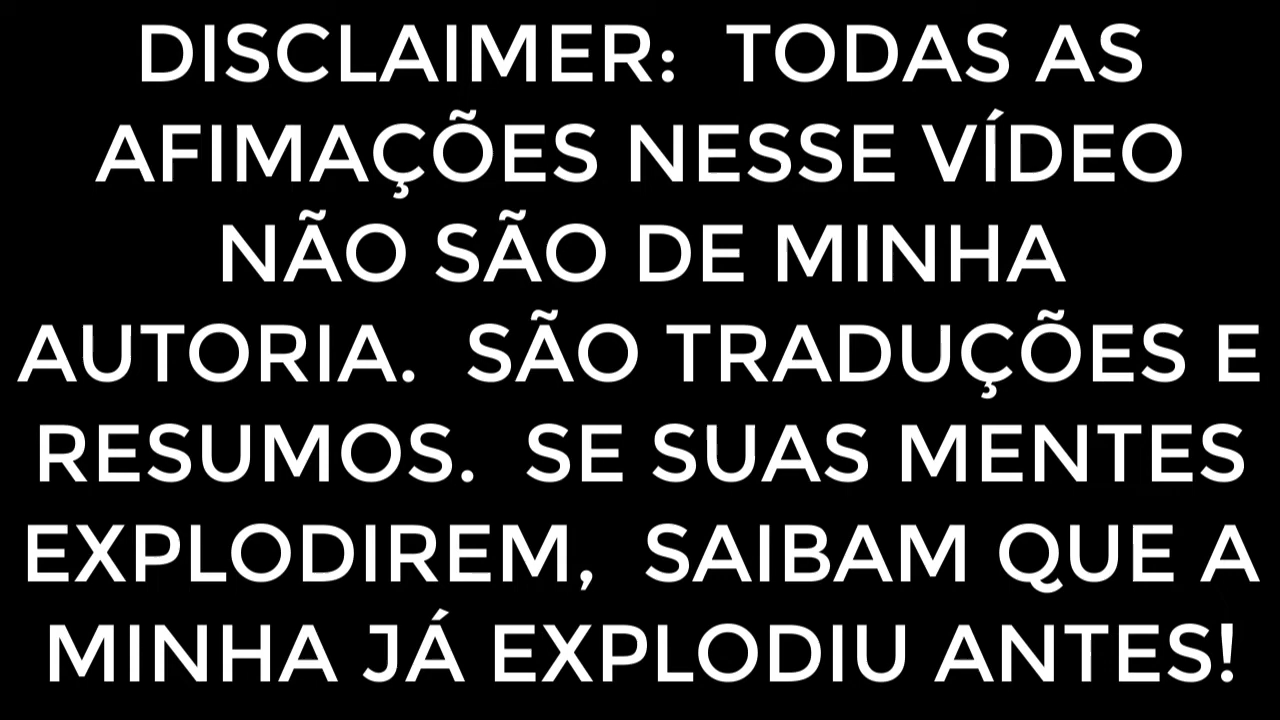 DISCLAIMER: TODAS AS
AFIMAÇÕES NESSE VÍDEO
NÃO SÃO DE MINHA
AUTORIA. SÃO TRADUÇÕES E
RESUMOS. SE SUAS MENTES
EXPLODIREM, SAIBAM QUE A
MINHA JÁ EXPLODIU ANTES!